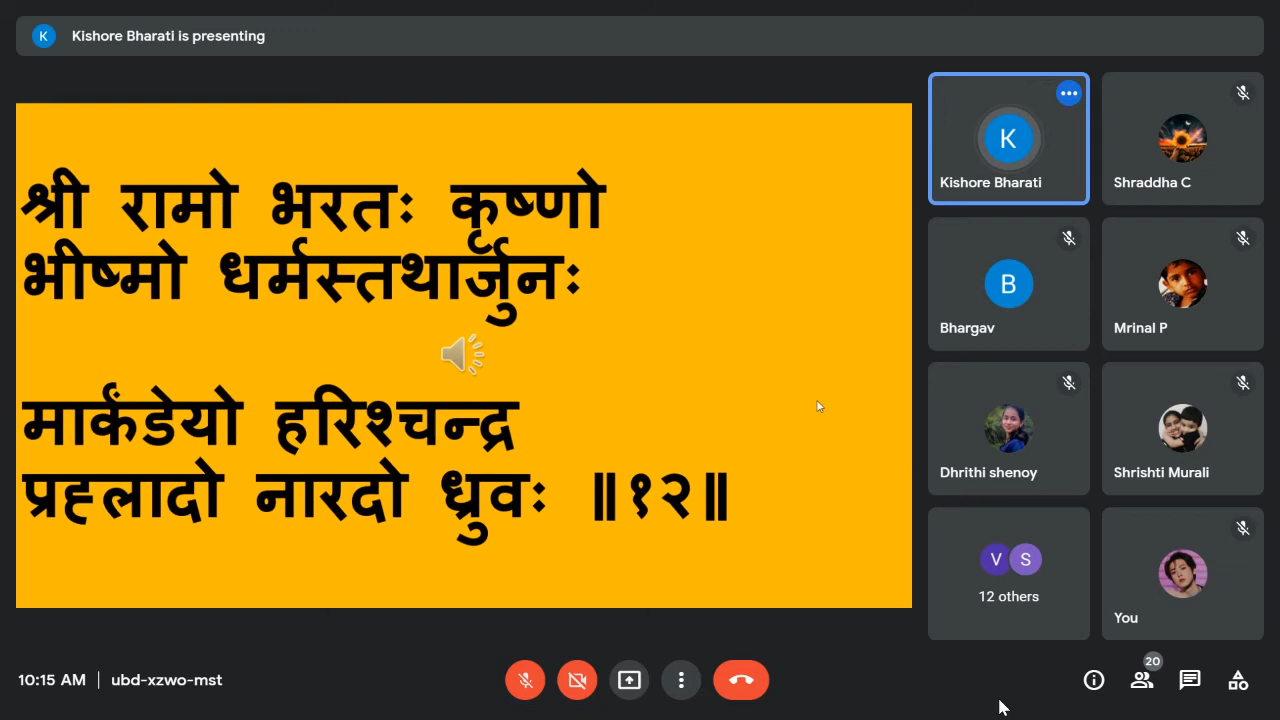 K Kishore Bharati is presenting
श्री रामो भरतः कृष्णो
भीष्मो धर्मस्तथार्जुनः
मार्कंडेयो हरिश्चन्द्र
प्रह्लादो नारदो ध्रुवः ॥१२॥
K
Kishore Bharati
Shraddha C
B
Bhargav
Mrinal P
Dhrithi shenoy
Shrishti Murali
V S
12 others
You
10:15 AM | ubd-xzwo-mst
20